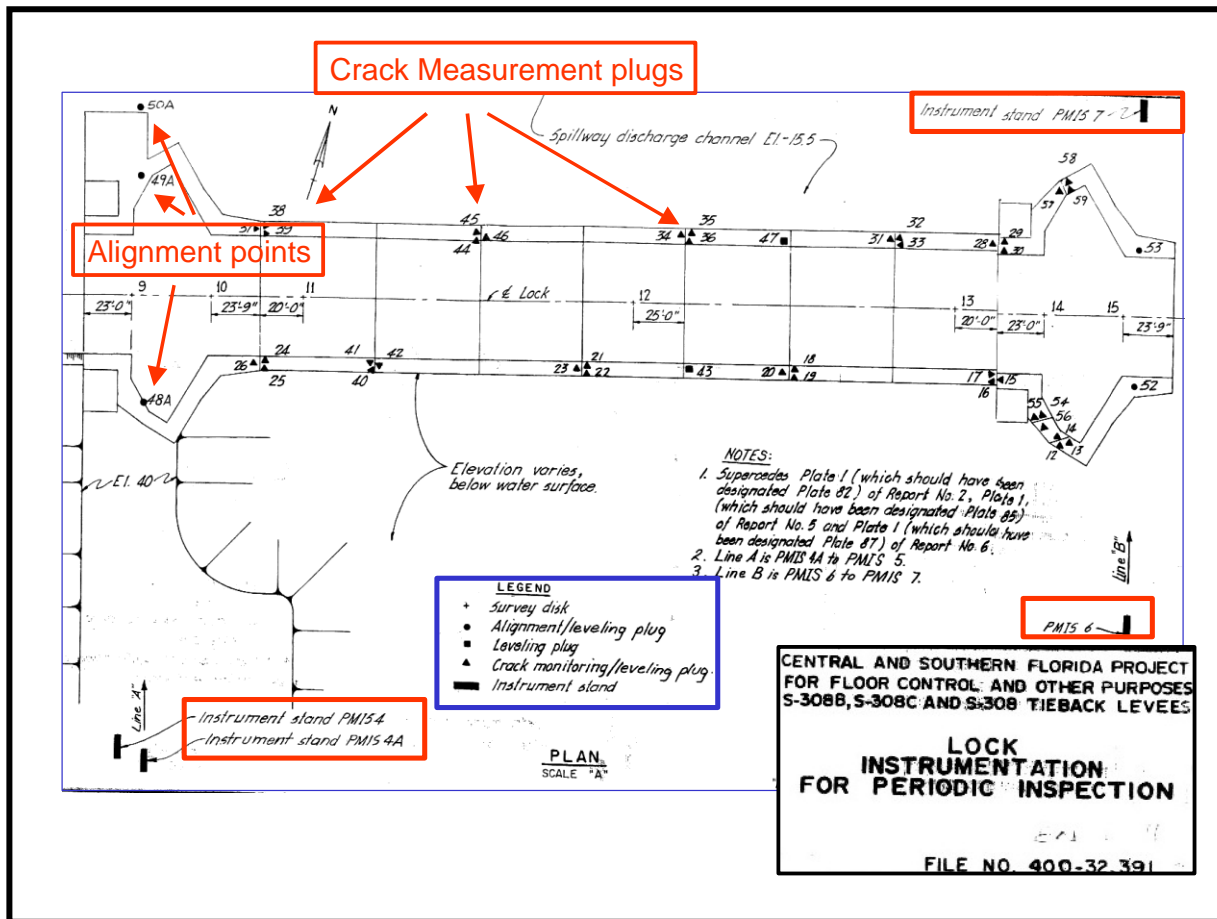 Crack Measurement plugs
50A
N
Instrument stand PMIS 7
Spillway discharge channel El.-15.5
49A
58
57
59
38
37
39
45
46
44
35
34
36
47
32
31
33
28
29
30
53
Alignment points
9
10
11
℄ Lock
12
13
14
15
23'0"
23'-9"
20'-0"
25'-0"
20'-0"
23'0"
23'9"
24
26
25
41
42
40
21
23
22
43
18
20
19
17
15
16
52
48A
55
54
56
14
13
12
El. 40
Elevation varies,
below water surface.
NOTES:
1. Supercedes Plate 1 (which should have been
designated Plate 82) of Report No. 2, Plate 1,
(which should have been designated Plate 85)
of Report No. 5 and Plate 1 (which should have
been designated Plate 87) of Report No. 6.
2. Line A is PMIS 4A to PMIS 5.
3. Line B is PMIS 6 to PMIS 7.
Line "B"
LEGEND
+ Survey disk
● Alignment/leveling plug
■ Leveling plug
▲ Crack monitoring/leveling plug.
Instrument stand
PMIS 6
Line "A"
Instrument stand PMIS4
Instrument stand PMIS 4A
PLAN
SCALE "A"
CENTRAL AND SOUTHERN FLORIDA PROJECT
FOR FLOOR CONTROL AND OTHER PURPOSES
S-308B, S-308C AND S-308 TIEBACK LEVEES
LOCK
INSTRUMENTATION
FOR PERIODIC INSPECTION
FILE NO. 400-32,391